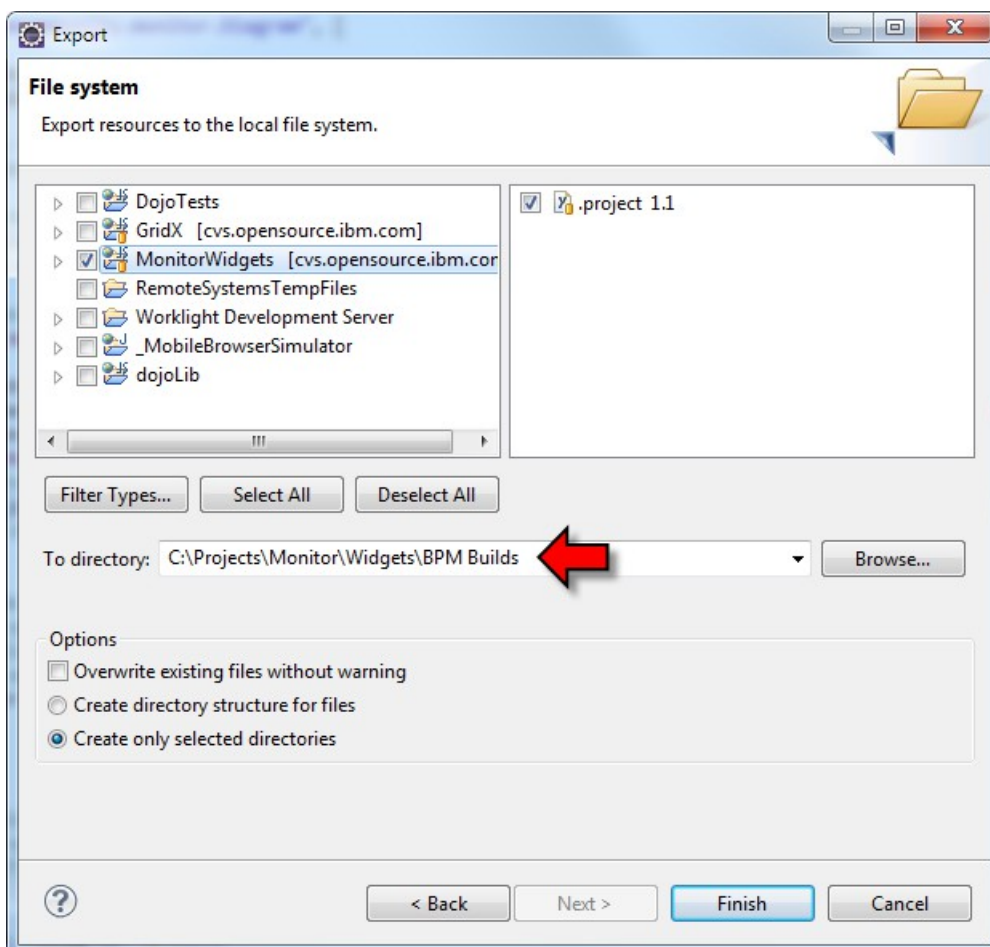 Export
File system
Export resources to the local file system.
DojoTests
GridX [cvs.opensource.ibm.com]
MonitorWidgets [cvs.opensource.ibm.cor
RemoteSystemsTempFiles
Worklight Development Server
_MobileBrowserSimulator
dojoLib
.project 1.1
Filter Types...
Select All
Deselect All
To directory: C:\Projects\Monitor\Widgets\BPM Builds
Browse...
Options
Overwrite existing files without warning
Create directory structure for files
Create only selected directories
< Back
Next >
Finish
Cancel